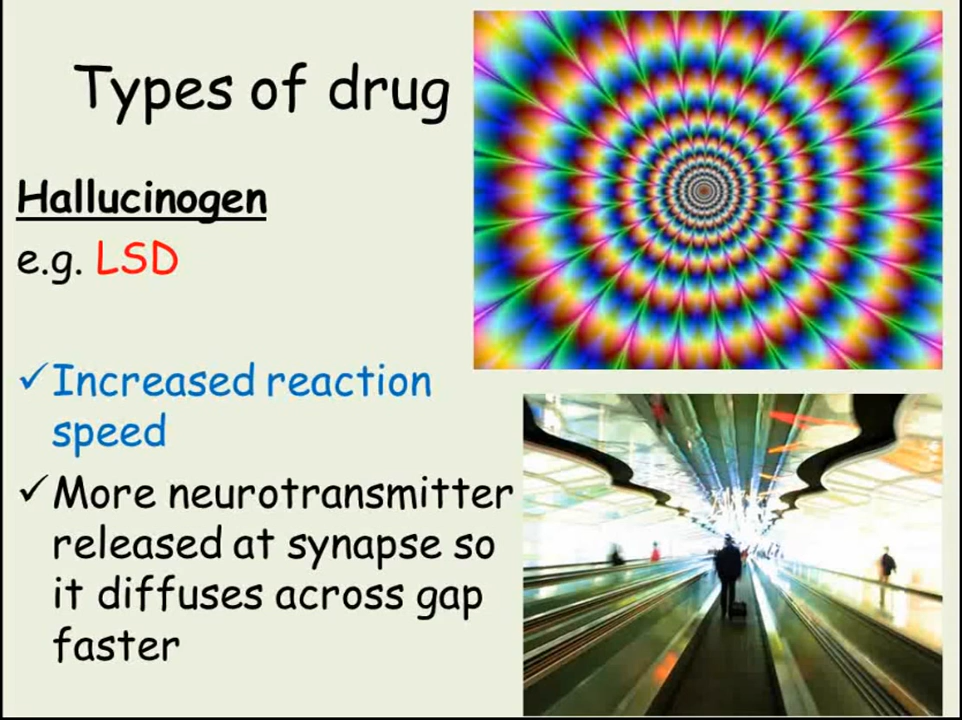 Types of drug
Hallucinogen
e.g. LSD
✓Increased reaction
speed
✓More neurotransmitter
released at synapse so
it diffuses across gap
faster